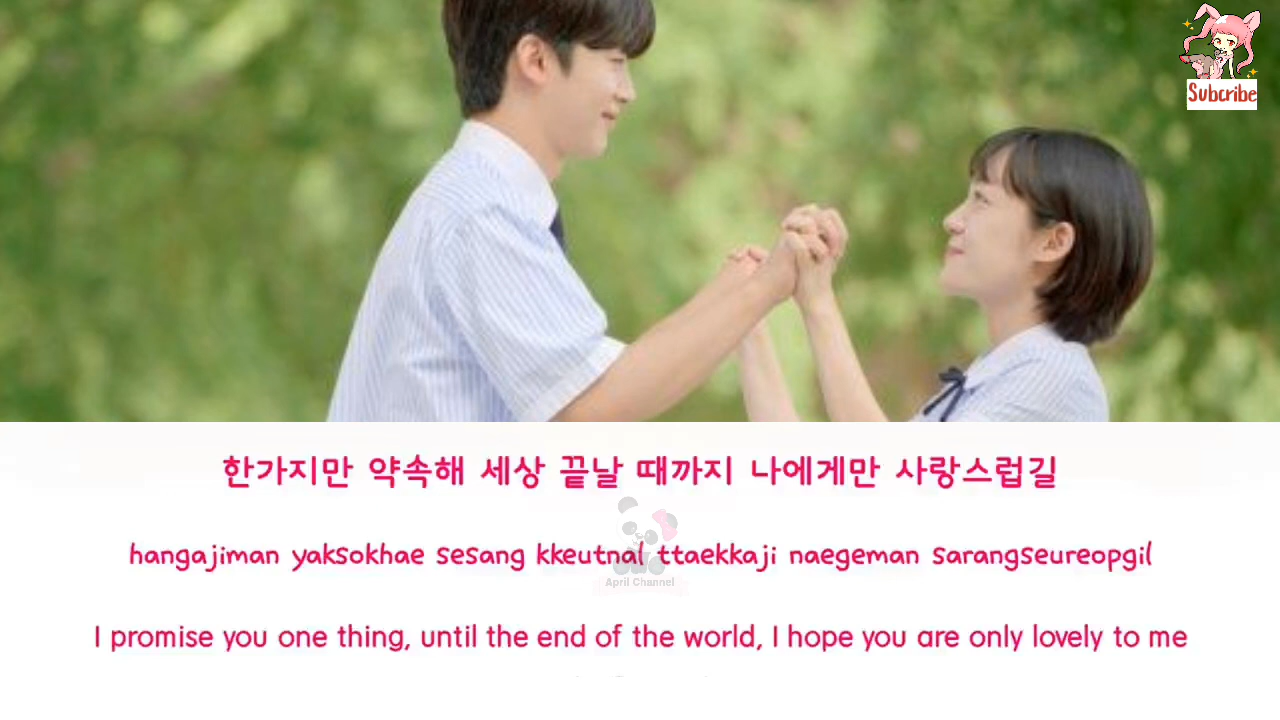 Subcribe
한가지만 약속해 세상 끝날 때까지 나에게만 사랑스럽길
hangajiman yaksokhae sesang kkeutnal ttaekkaji naegeman sarangseureopgil
April Channel
I promise you one thing, until the end of the world, I hope you are only lovely to me